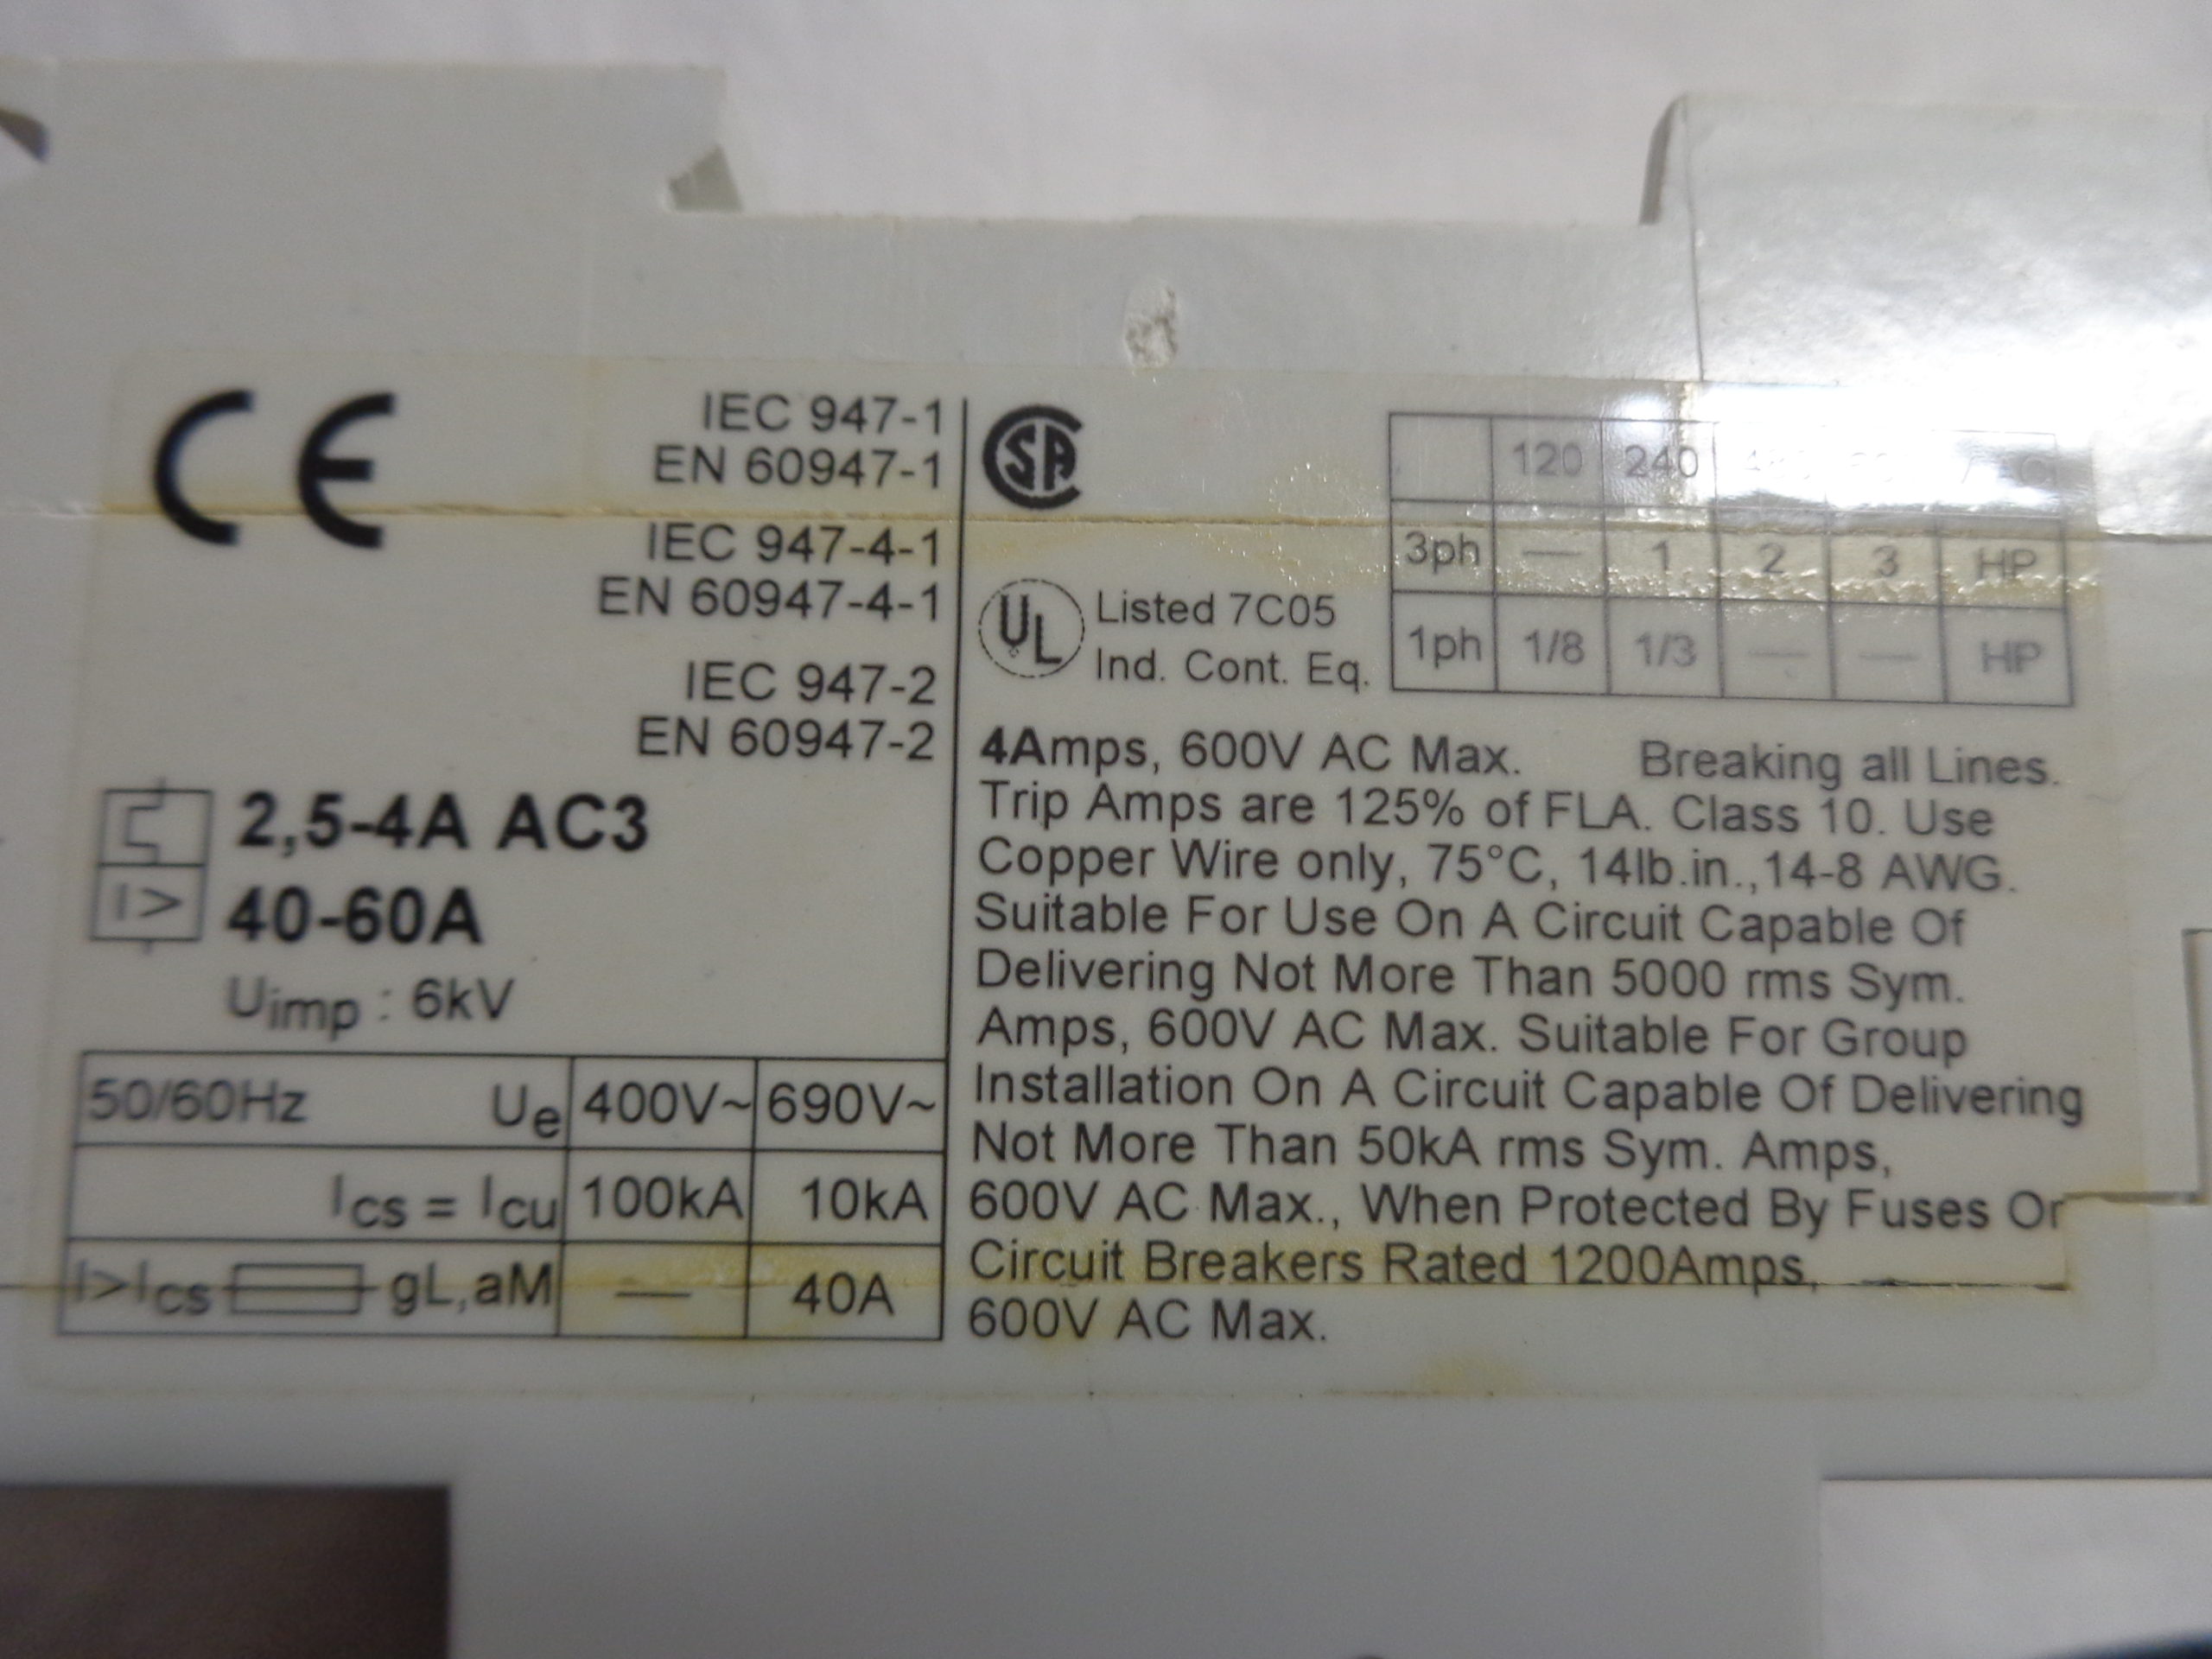 CE
IEC 947-1
EN 60947-1
IEC 947-4-1
EN 60947-4-1
IEC 947-2
EN 60947-2
2,5-4A AC3
I> 40-60A
Uimp : 6kV
50/60Hz Ue 400V~ 690V~
Ics = Icu 100kA 10kA
I>Ics gL,aM — 40A
SA
UL Listed 7C05
Ind. Cont. Eq.
120 240
3ph — 1 2 3 HP
1ph 1/8 1/3 — — HP
4Amps, 600V AC Max. Breaking all Lines.
Trip Amps are 125% of FLA. Class 10. Use
Copper Wire only, 75°C, 14lb.in.,14-8 AWG.
Suitable For Use On A Circuit Capable Of
Delivering Not More Than 5000 rms Sym.
Amps, 600V AC Max. Suitable For Group
Installation On A Circuit Capable Of Delivering
Not More Than 50kA rms Sym. Amps,
600V AC Max., When Protected By Fuses Or
Circuit Breakers Rated 1200Amps,
600V AC Max.